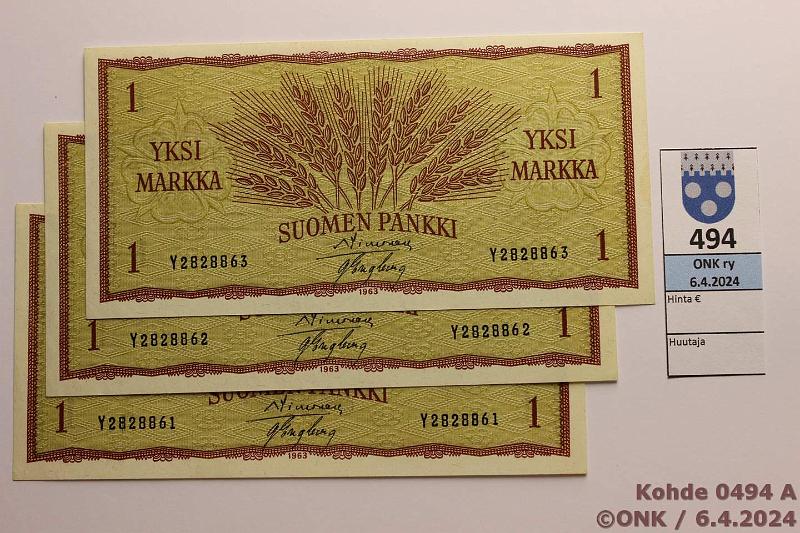 1 1
YKSI MARKKA
YKSI MARKKA
SUOMEN PANKKI
1 Y2828863 Y2828863 1
1963
1 Y2828862 Y2828862 1
1963
SUOMEN PANKKI
1 Y2828861 Y2828861 1
1963
494
ONK ry
6.4.2024
Hinta €
Huutaja
Kohde 0494 A
©ONK / 6.4.2024